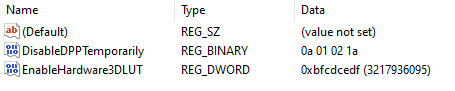 Name Type Data
(Default) REG_SZ (value not set)
DisableDPPTemporarily REG_BINARY 0a 01 02 1a
EnableHardware3DLUT REG_DWORD 0xbfcdcedf (3217936095)